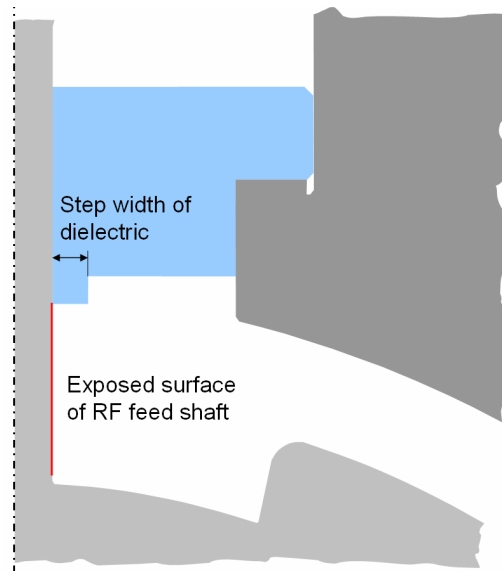 Step width of
dielectric
Exposed surface
of RF feed shaft